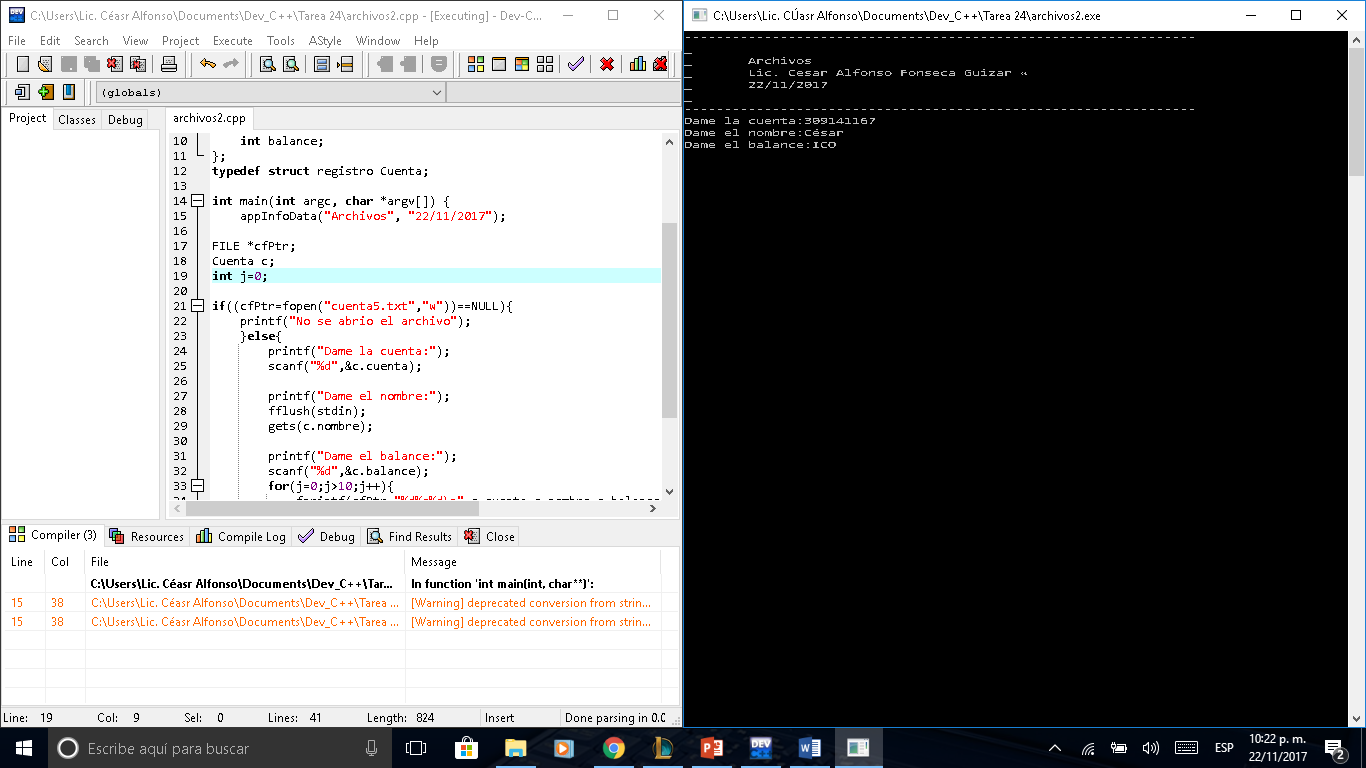 C:\Users\Lic. Céasr Alfonso\Documents\Dev_C++\Tarea 24\archivos2.cpp - [Executing] - Dev-C...
File Edit Search View Project Execute Tools AStyle Window Help
(globals)
Project Classes Debug
archivos2.cpp
10 int balance;
11 };
12 typedef struct registro Cuenta;
13
14 int main(int argc, char *argv[]) {
15 appInfoData("Archivos", "22/11/2017");
16
17 FILE *cfPtr;
18 Cuenta c;
19 int j=0;
20
21 if((cfPtr=fopen("cuenta5.txt","w"))==NULL){
22 printf("No se abrio el archivo");
23 }else{
24 printf("Dame la cuenta:");
25 scanf("%d",&c.cuenta);
26
27 printf("Dame el nombre:");
28 fflush(stdin);
29 gets(c.nombre);
30
31 printf("Dame el balance:");
32 scanf("%d",&c.balance);
33 for(j=0;j>10;j++){
Compiler (3) Resources Compile Log Debug Find Results Close
Line Col File Message
C:\Users\Lic. Céasr Alfonso\Documents\Dev_C++\Tar... In function 'int main(int, char**)':
15 38 C:\Users\Lic. Céasr Alfonso\Documents\Dev_C++\Tarea ... [Warning] deprecated conversion from strin...
15 38 C:\Users\Lic. Céasr Alfonso\Documents\Dev_C++\Tarea ... [Warning] deprecated conversion from strin...
Line: 19 Col: 9 Sel: 0 Lines: 41 Length: 824 Insert Done parsing in 0.0
C:\Users\Lic. CÚasr Alfonso\Documents\Dev_C++\Tarea 24\archivos2.exe
Archivos
Lic. Cesar Alfonso Fonseca Guizar «
22/11/2017
Dame la cuenta:309141167
Dame el nombre:César
Dame el balance:ICO
Escribe aquí para buscar
DEV
ESP
10:22 p. m.
22/11/2017
2